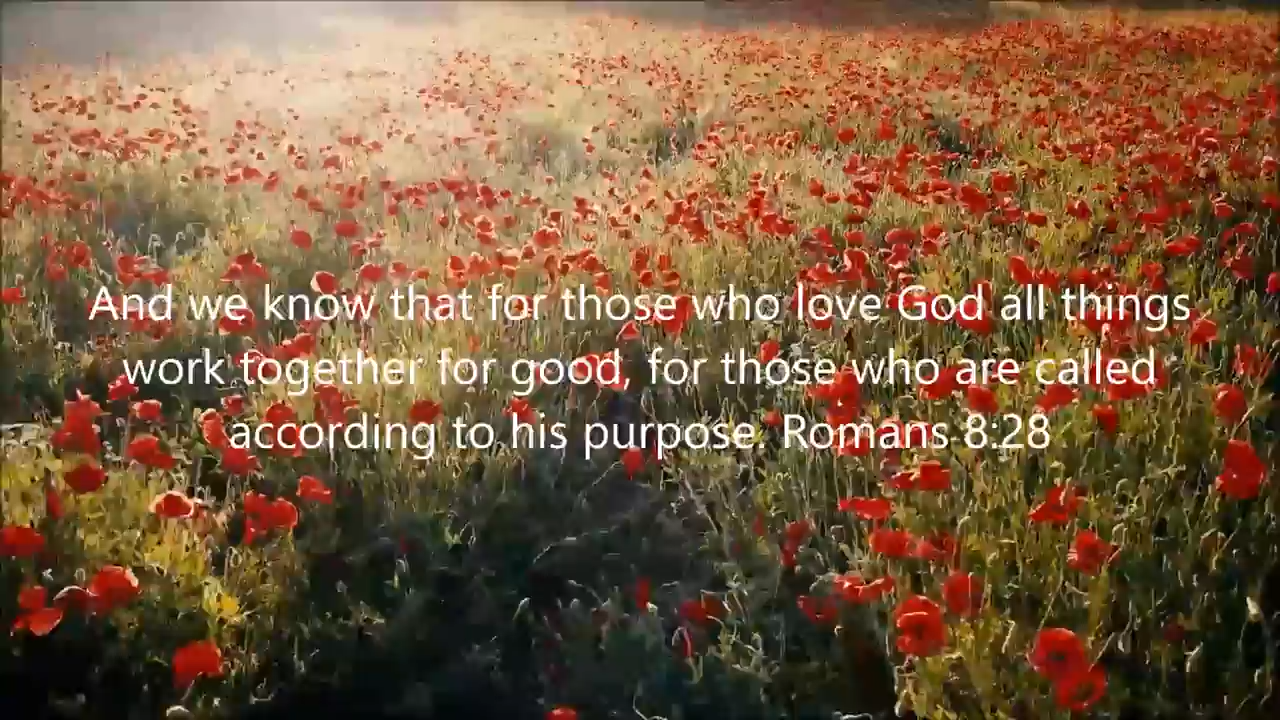 And we know that for those who love God all things
work together for good, for those who are called
according to his purpose. Romans 8:28